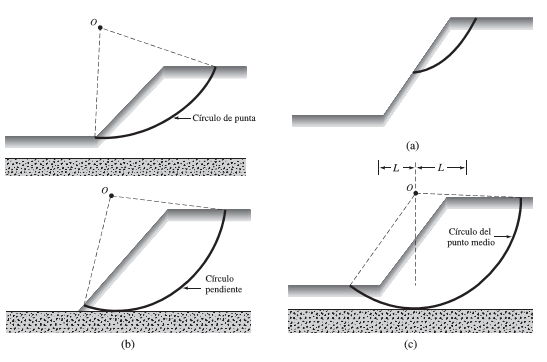 O
Círculo de punta
(a)
L
L
O
Círculo
pendiente
(b)
O
Círculo del
punto medio
(c)